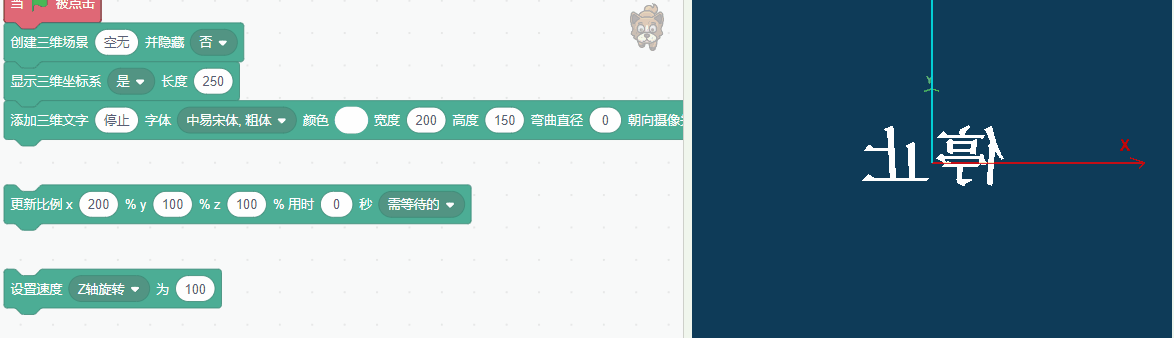 当 被点击
创建三维场景 空无 并隐藏 否
显示三维坐标系 是 长度 250
添加三维文字 停止 字体 中易宋体, 粗体 颜色 宽度 200 高度 150 弯曲直径 0 朝向摄像
更新比例 x 200 % y 100 % z 100 % 用时 0 秒 需等待的
设置速度 Z轴旋转 为 100
Y
停止
X